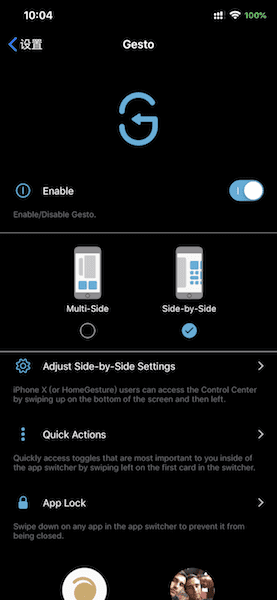 10:04
100%
设置
Gesto
Enable
Enable/Disable Gesto.
Multi-Side
Side-by-Side
Adjust Side-by-Side Settings
iPhone X (or HomeGesture) users can access the Control Center
by swiping up on the bottom of the screen and then left.
Quick Actions
Quickly access toggles that are most important to you inside of
the app switcher by swiping left on the first card in the switcher.
App Lock
Swipe down on any app in the app switcher to prevent it from
being closed.